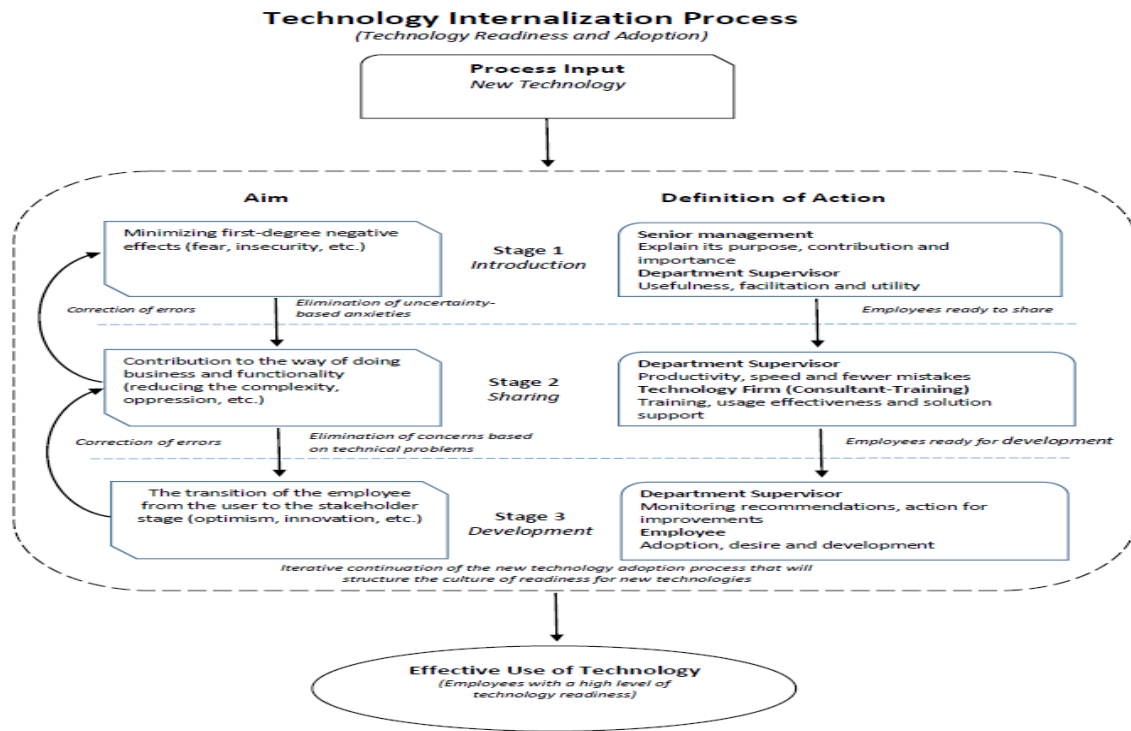 Technology Internalization Process
(Technology Readiness and Adoption)
Process Input
New Technology
Aim
Definition of Action
Minimizing first-degree negative
effects (fear, insecurity, etc.)
Stage 1
Introduction
Senior management
Explain its purpose, contribution and
importance
Department Supervisor
Usefulness, facilitation and utility
Correction of errors
Elimination of uncertainty-
based anxieties
Employees ready to share
Contribution to the way of doing
business and functionality
(reducing the complexity,
oppression, etc.)
Stage 2
Sharing
Department Supervisor
Productivity, speed and fewer mistakes
Technology Firm (Consultant-Training)
Training, usage effectiveness and solution
support
Correction of errors
Elimination of concerns based
on technical problems
Employees ready for development
The transition of the employee
from the user to the stakeholder
stage (optimism, innovation, etc.)
Stage 3
Development
Department Supervisor
Monitoring recommendations, action for
improvements
Employee
Adoption, desire and development
Iterative continuation of the new technology adoption process that will
structure the culture of readiness for new technologies
Effective Use of Technology
(Employees with a high level of
technology readiness)